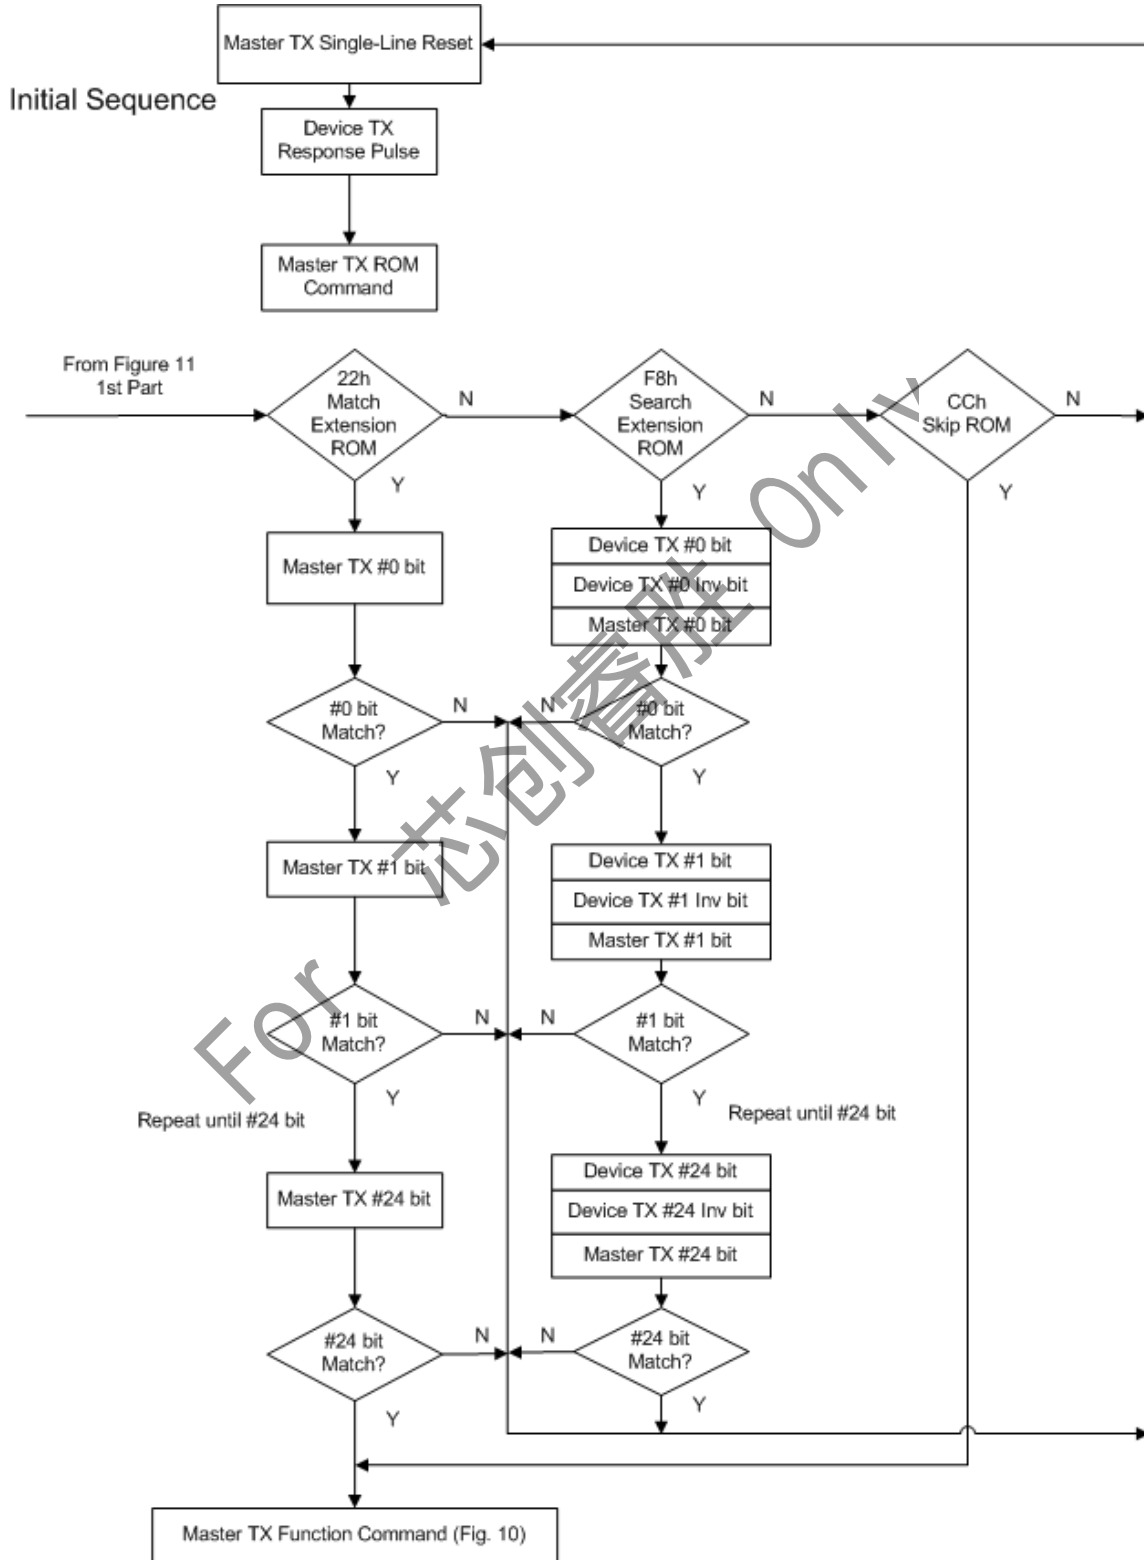 Master TX Single-Line Reset
Initial Sequence
Device TX
Response Pulse
Master TX ROM
Command
From Figure 11
1st Part
22h
Match
Extension
ROM
N
F8h
Search
Extension
ROM
N
CCh
Skip ROM
N
Y
Y
Y
Master TX #0 bit
Device TX #0 bit
Device TX #0 Inv bit
Master TX #0 bit
#0 bit
Match?
N
N
#0 bit
Match?
Y
Y
Master TX #1 bit
Device TX #1 bit
Device TX #1 Inv bit
Master TX #1 bit
#1 bit
Match?
N
N
#1 bit
Match?
Y
Y
Repeat until #24 bit
Repeat until #24 bit
Master TX #24 bit
Device TX #24 bit
Device TX #24 Inv bit
Master TX #24 bit
#24 bit
Match?
N
N
#24 bit
Match?
Y
Y
Master TX Function Command (Fig. 10)
For 芯创睿胜 Only